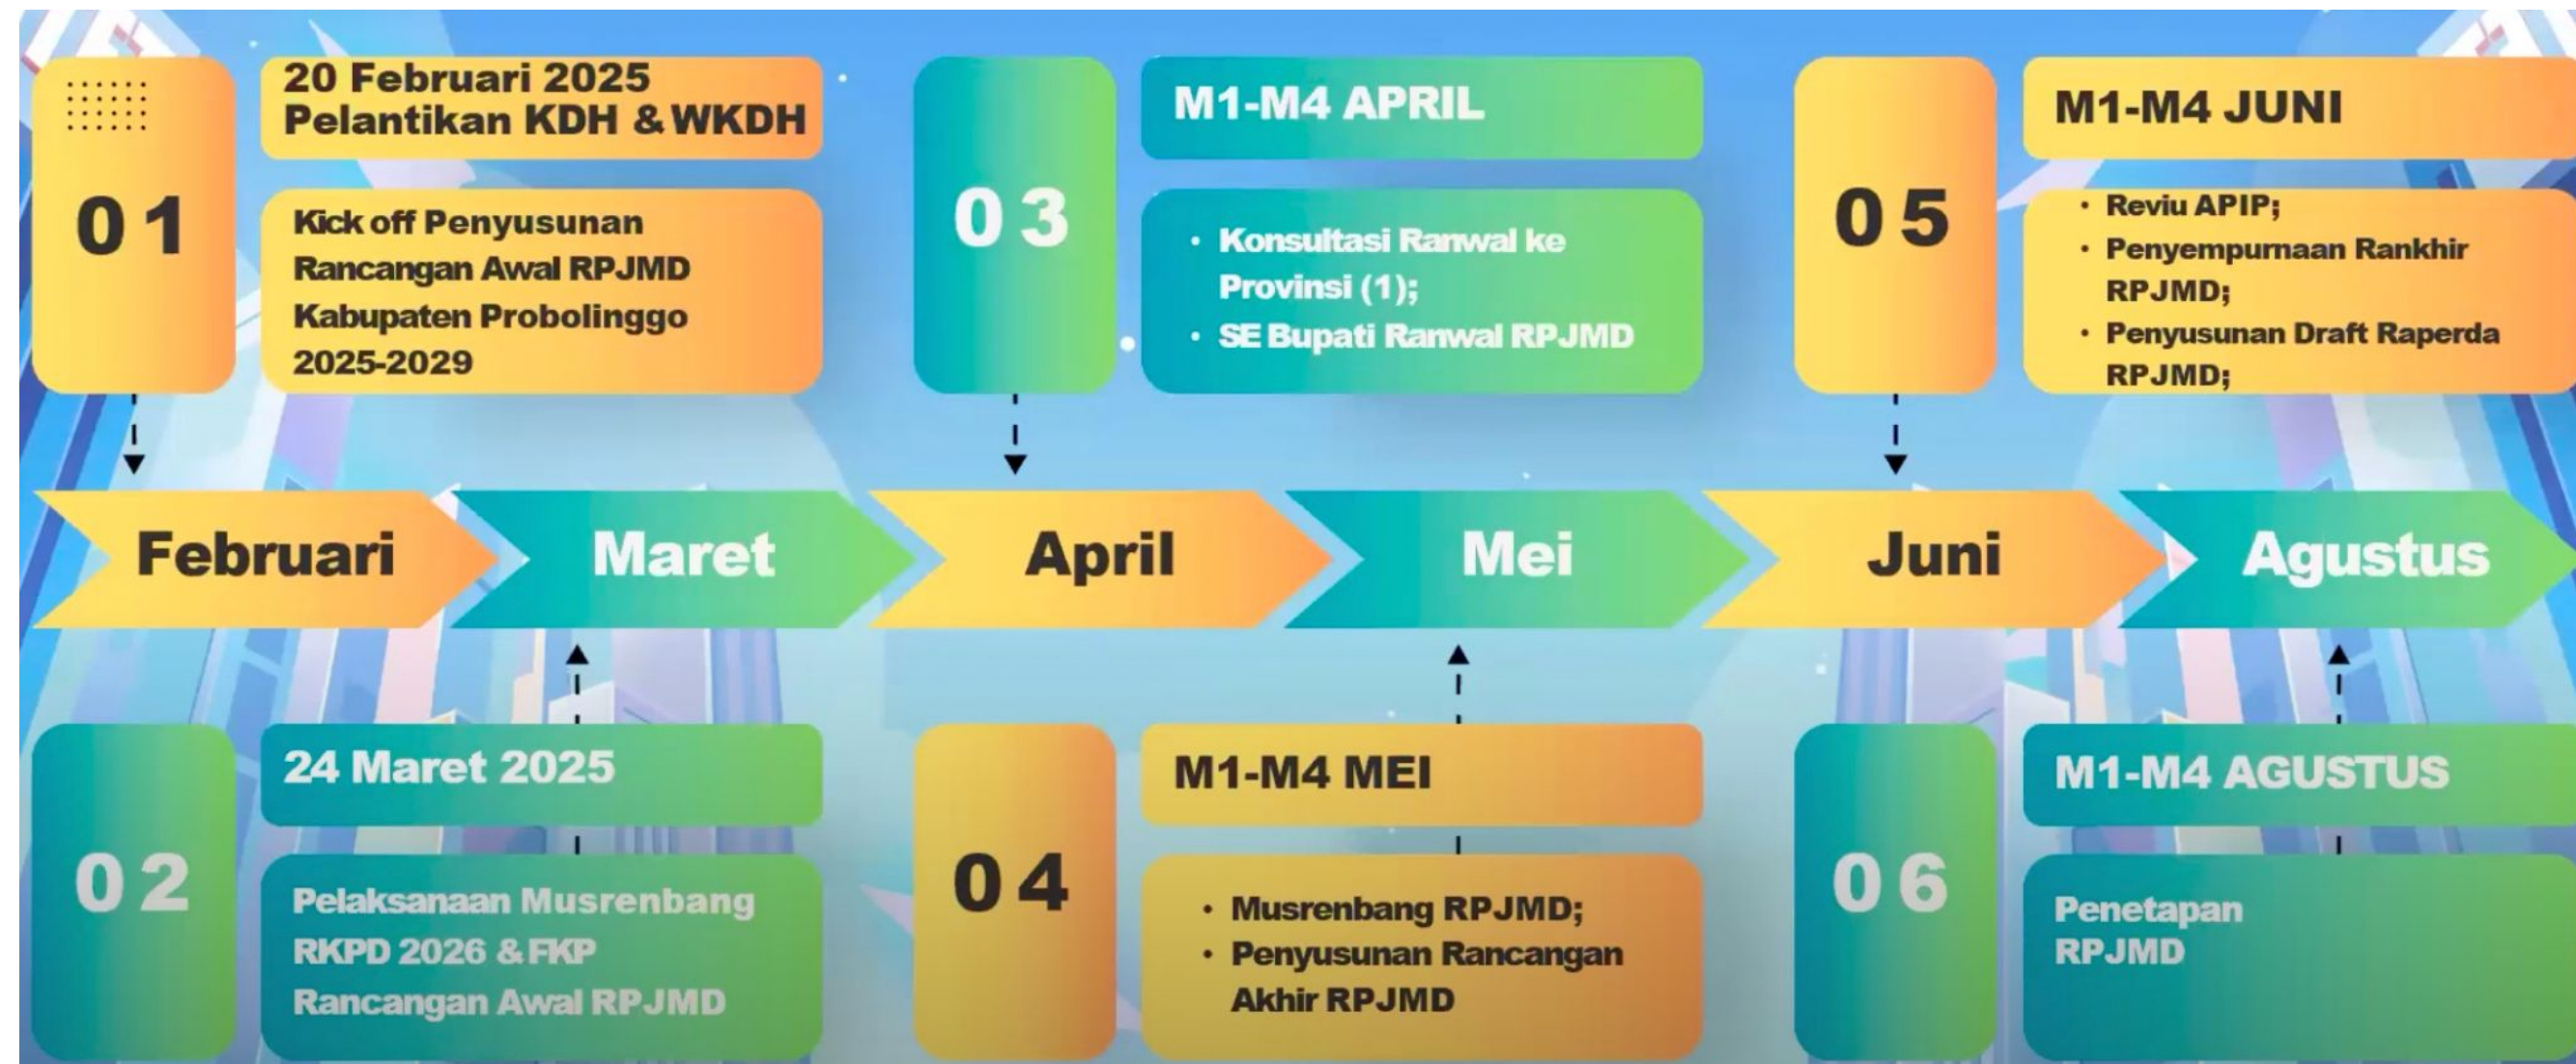 01
20 Februari 2025
Pelantikan KDH & WKDH
Kick off Penyusunan
Rancangan Awal RPJMD
Kabupaten Probolinggo
2025-2029
03
M1-M4 APRIL
• Konsultasi Ranwal ke
Provinsi (1);
• SE Bupati Ranwal RPJMD
05
M1-M4 JUNI
• Reviu APIP;
• Penyempurnaan Rankhir
RPJMD;
• Penyusunan Draft Raperda
RPJMD;
Februari
Maret
April
Mei
Juni
Agustus
02
24 Maret 2025
Pelaksanaan Musrenbang
RKPD 2026 & FKP
Rancangan Awal RPJMD
04
M1-M4 MEI
• Musrenbang RPJMD;
• Penyusunan Rancangan
Akhir RPJMD
06
M1-M4 AGUSTUS
Penetapan
RPJMD